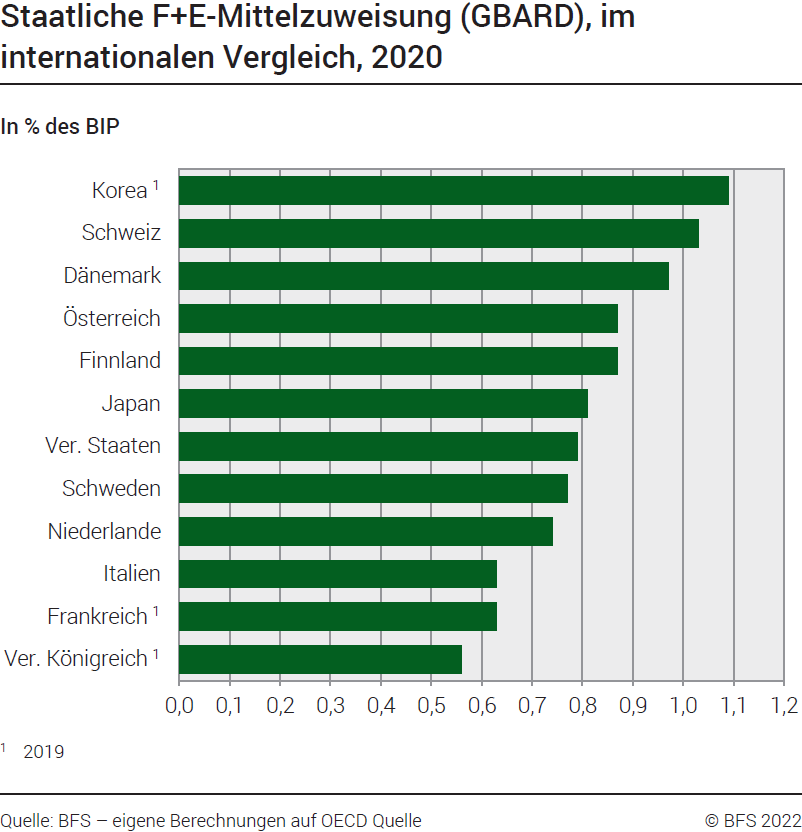 Staatliche F+E-Mittelzuweisung (GBARD), im
internationalen Vergleich, 2020
In % des BIP
Korea ¹
Schweiz
Dänemark
Österreich
Finnland
Japan
Ver. Staaten
Schweden
Niederlande
Italien
Frankreich ¹
Ver. Königreich ¹
0,0 0,1 0,2 0,3 0,4 0,5 0,6 0,7 0,8 0,9 1,0 1,1 1,2
¹ 2019
Quelle: BFS – eigene Berechnungen auf OECD Quelle © BFS 2022